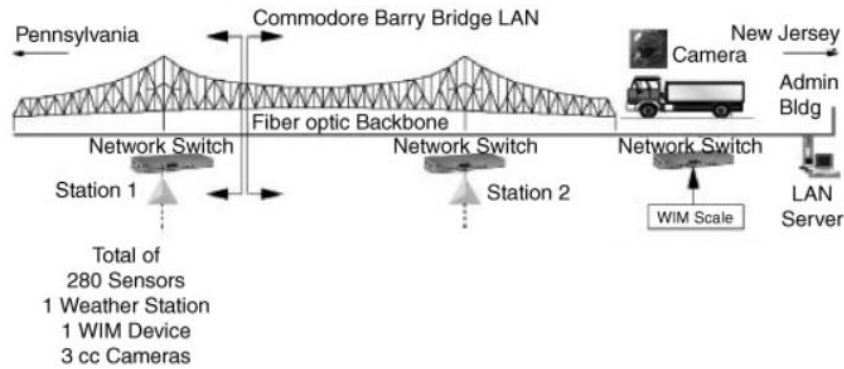 Commodore Barry Bridge LAN
Pennsylvania
New Jersey
Camera
Admin
Bldg
Fiber optic Backbone
Network Switch
Network Switch
Network Switch
Station 1
Station 2
WIM Scale
LAN
Server
Total of
280 Sensors
1 Weather Station
1 WIM Device
3 cc Cameras